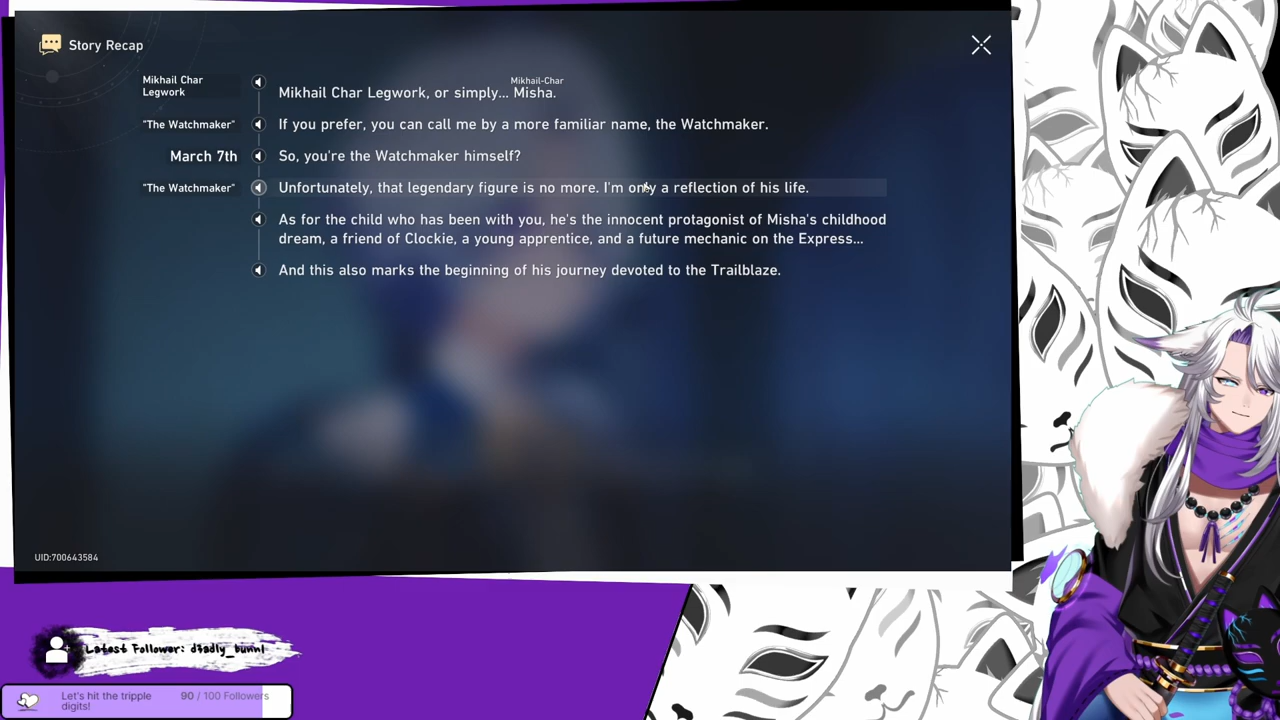 Story Recap
Mikhail Char
Legwork
Mikhail-Char
Mikhail Char Legwork, or simply... Misha.
"The Watchmaker"
If you prefer, you can call me by a more familiar name, the Watchmaker.
March 7th
So, you're the Watchmaker himself?
"The Watchmaker"
Unfortunately, that legendary figure is no more. I'm only a reflection of his life.
As for the child who has been with you, he's the innocent protagonist of Misha's childhood
dream, a friend of Clockie, a young apprentice, and a future mechanic on the Express...
And this also marks the beginning of his journey devoted to the Trailblaze.
UID:700643584
Latest Follower: d3adly_bunni
Let's hit the tripple
digits!
90 / 100 Followers